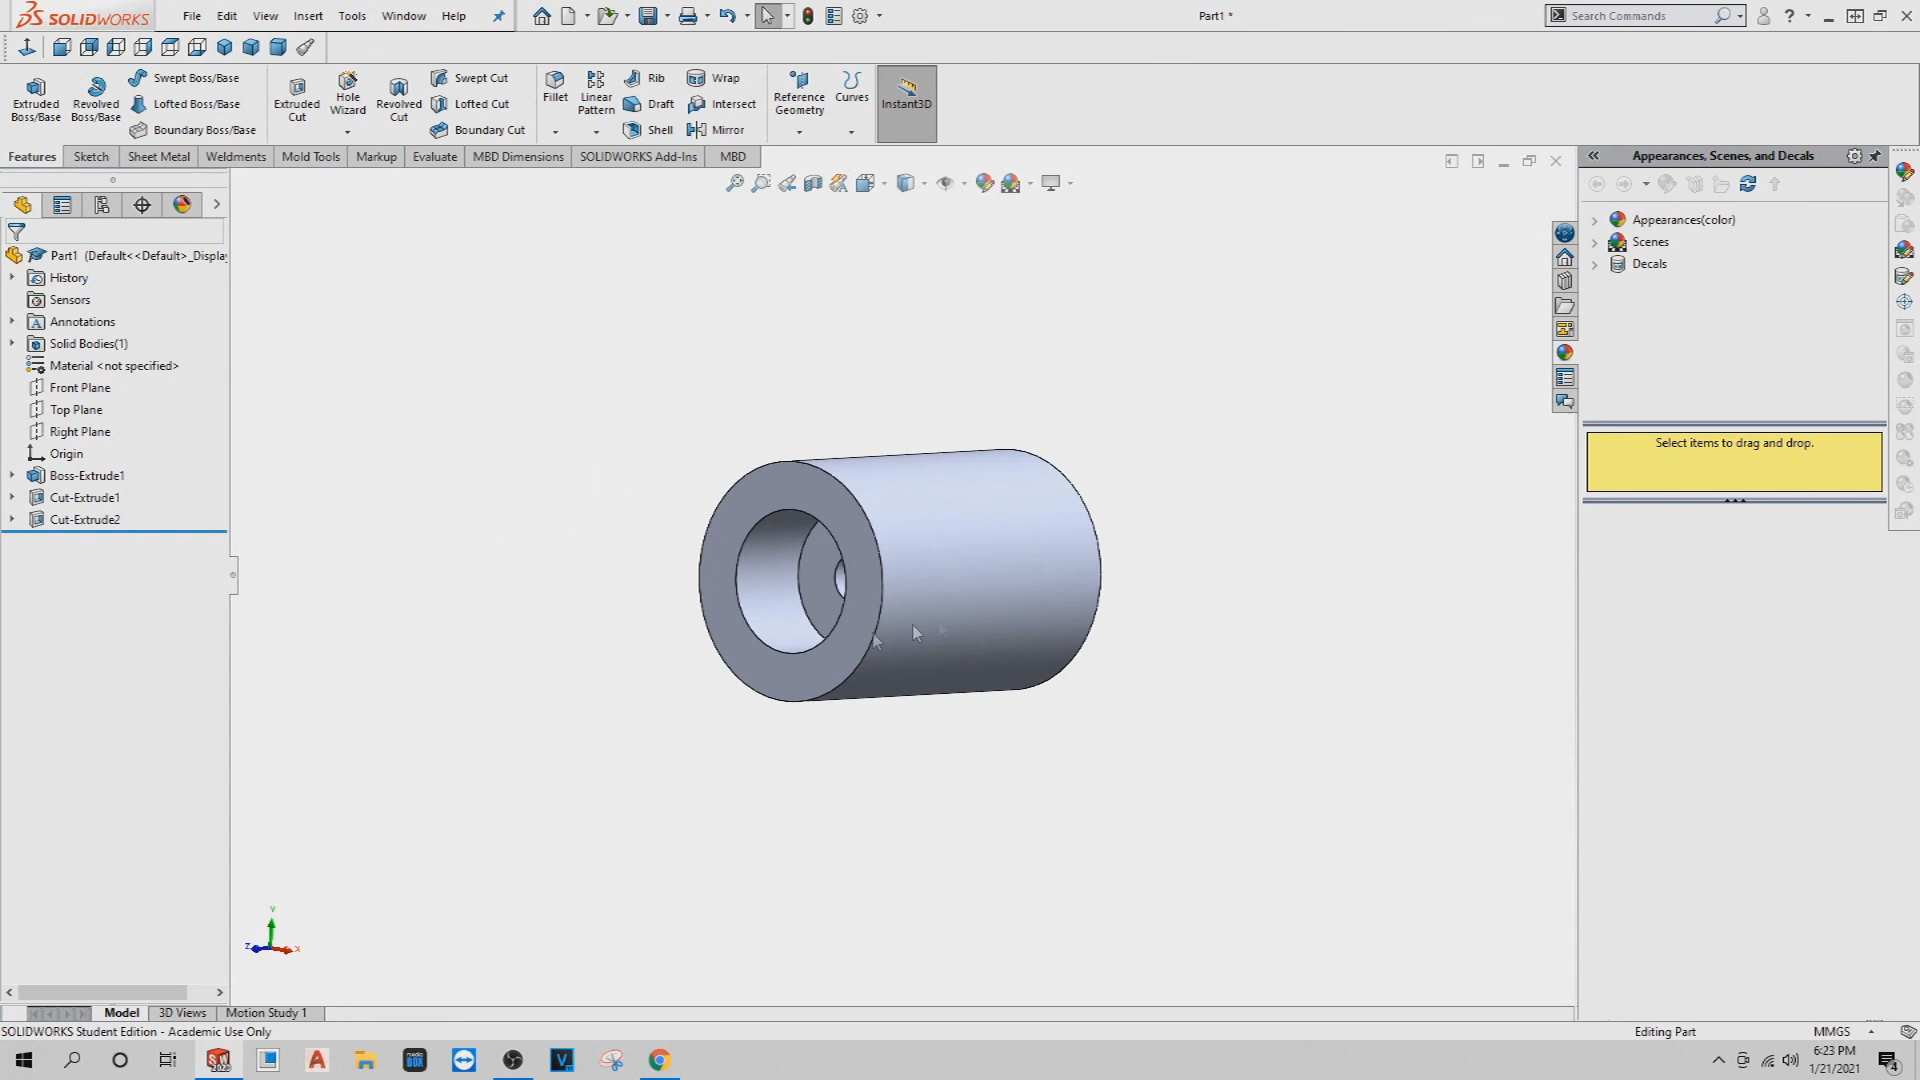 SOLIDWORKS File Edit View Insert Tools Window Help Part1 * Search Commands ?
Extruded Boss/Base Revolved Boss/Base Swept Boss/Base Lofted Boss/Base Boundary Boss/Base Extruded Cut Hole Wizard Revolved Cut Swept Cut Lofted Cut Boundary Cut Fillet Linear Pattern Rib Draft Shell Wrap Intersect Mirror Reference Geometry Curves Instant3D
Features Sketch Sheet Metal Weldments Mold Tools Markup Evaluate MBD Dimensions SOLIDWORKS Add-Ins MBD
Appearances, Scenes, and Decals
Part1 (Default<<Default>_Display
History
Sensors
Annotations
Solid Bodies(1)
Material <not specified>
Front Plane
Top Plane
Right Plane
Origin
Boss-Extrude1
Cut-Extrude1
Cut-Extrude2
Appearances(color)
Scenes
Decals
Select items to drag and drop.
Y
Z X
Model 3D Views Motion Study 1
SOLIDWORKS Student Edition - Academic Use Only Editing Part MMGS
6:23 PM
1/21/2021
4